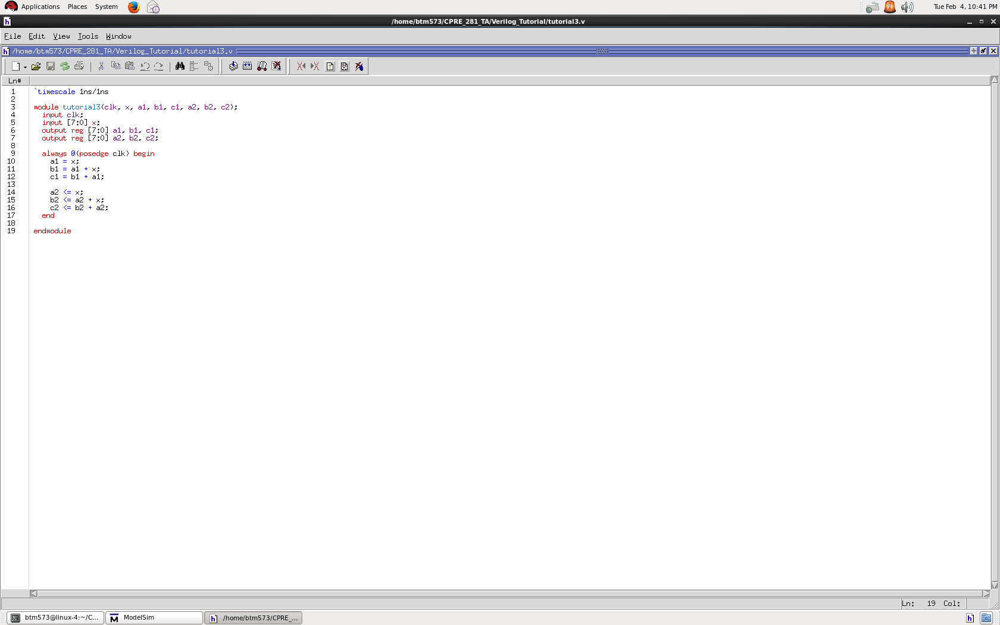 Applications Places System Tue Feb 4, 10:41 PM
/home/btm573/CPRE_281_TA/Verilog_Tutorial/tutorial3.v
File Edit View Tools Window
/home/btm573/CPRE_281_TA/Verilog_Tutorial/tutorial3.v
Ln#
1 `timescale 1ns/1ns
2
3 module tutorial3(clk, x, a1, b1, c1, a2, b2, c2);
4 input clk;
5 input [7:0] x;
6 output reg [7:0] a1, b1, c1;
7 output reg [7:0] a2, b2, c2;
8
9 always @(posedge clk) begin
10 a1 = x;
11 b1 = a1 + x;
12 c1 = b1 + a1;
13
14 a2 <= x;
15 b2 <= a2 + x;
16 c2 <= b2 + a2;
17 end
18
19 endmodule
Ln: 19 Col:
btm573@linux-4:~/C... ModelSim /home/btm573/CPRE_...